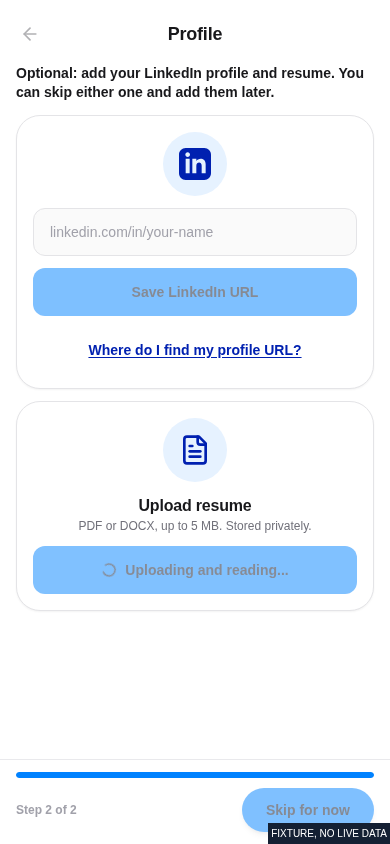 Profile
Optional: add your LinkedIn profile and resume. You
can skip either one and add them later.
in
linkedin.com/in/your-name
Save LinkedIn URL
Where do I find my profile URL?
Upload resume
PDF or DOCX, up to 5 MB. Stored privately.
Uploading and reading...
Step 2 of 2
Skip for now
FIXTURE, NO LIVE DATA